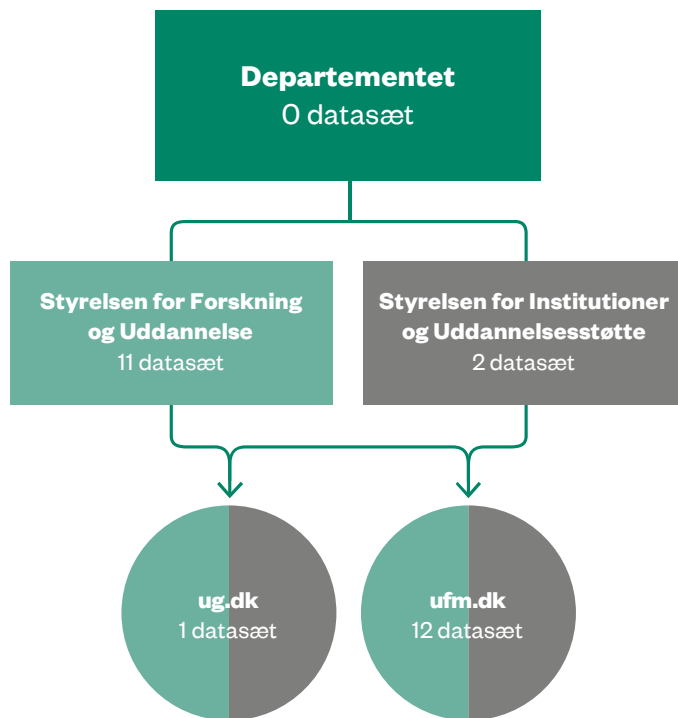 Departementet
0 datasæt
Styrelsen for Forskning
og Uddannelse
11 datasæt
Styrelsen for Institutioner
og Uddannelsesstøtte
2 datasæt
ug.dk
1 datasæt
ufm.dk
12 datasæt